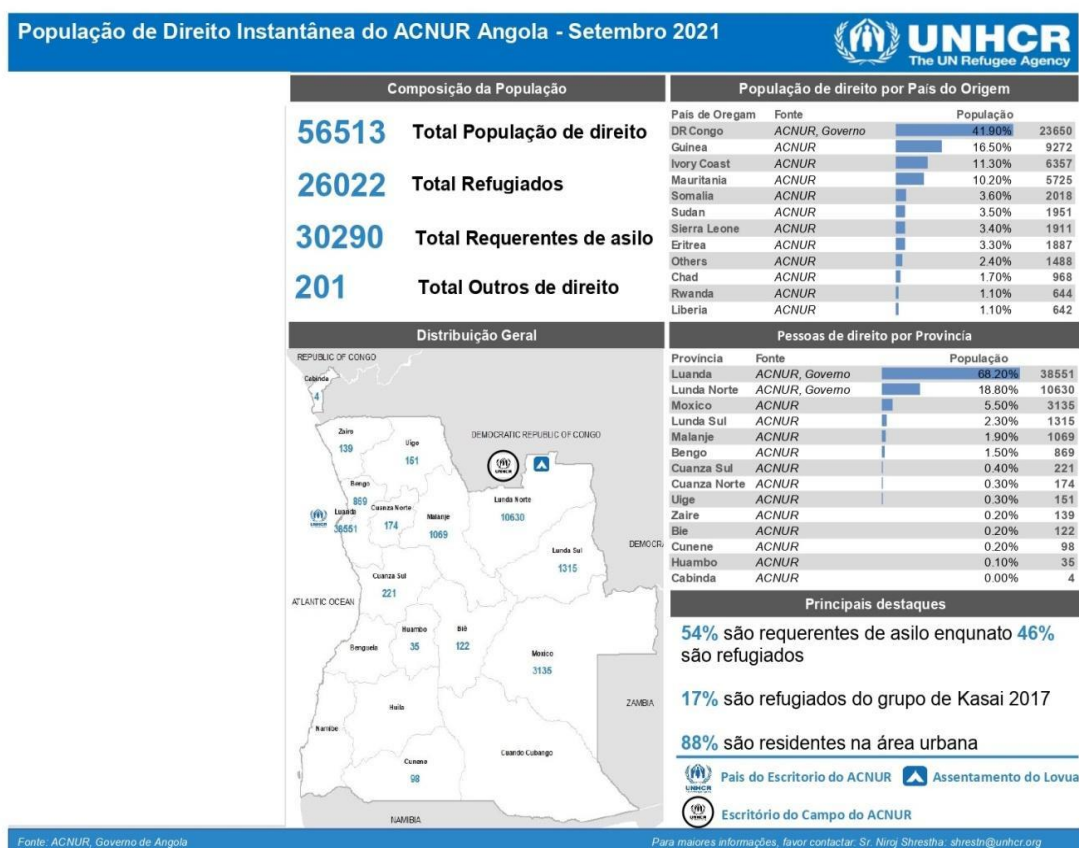 População de Direito Instantânea do ACNUR Angola - Setembro 2021
UNHCR
The UN Refugee Agency
Composição da População
56513 Total População de direito
26022 Total Refugiados
30290 Total Requerentes de asilo
201 Total Outros de direito
População de direito por País do Origem
País de Oregam Fonte População
DR Congo ACNUR, Governo 41.90% 23650
Guinea ACNUR 16.50% 9272
Ivory Coast ACNUR 11.30% 6357
Mauritania ACNUR 10.20% 5725
Somalia ACNUR 3.60% 2018
Sudan ACNUR 3.50% 1951
Sierra Leone ACNUR 3.40% 1911
Eritrea ACNUR 3.30% 1887
Others ACNUR 2.40% 1488
Chad ACNUR 1.70% 968
Rwanda ACNUR 1.10% 644
Liberia ACNUR 1.10% 642
Distribuição Geral
REPUBLIC OF CONGO
Cabinda
4
Zaire
139
Uige
151
DEMOCRATIC REPUBLIC OF CONGO
UNHCR
Bengo
869
UNHCR
Luanda
38551
Cuanza Norte
174
Malanje
1069
Lunda Norte
10630
DEMOCRA
Lunda Sul
1315
Cuanza Sul
221
ATLANTIC OCEAN
Benguela
Huambo
35
Biè
122
Moxico
3135
ZAMBIA
Huila
Namibe
Cunene
98
Cuando Cubango
NAMIBIA
Pessoas de direito por Provincía
Província Fonte População
Luanda ACNUR, Governo 68.20% 38551
Lunda Norte ACNUR, Governo 18.80% 10630
Moxico ACNUR 5.50% 3135
Lunda Sul ACNUR 2.30% 1315
Malanje ACNUR 1.90% 1069
Bengo ACNUR 1.50% 869
Cuanza Sul ACNUR 0.40% 221
Cuanza Norte ACNUR 0.30% 174
Uige ACNUR 0.30% 151
Zaire ACNUR 0.20% 139
Bie ACNUR 0.20% 122
Cunene ACNUR 0.20% 98
Huambo ACNUR 0.10% 35
Cabinda ACNUR 0.00% 4
Principais destaques
54% são requerentes de asilo enqunato 46%
são refugiados
17% são refugiados do grupo de Kasai 2017
88% são residentes na área urbana
UNHCR Pais do Escritorio do ACNUR Assentamento do Lovua
UNHCR Escritório do Campo do ACNUR
Fonte: ACNUR, Governo de Angola
Para maiores informações, favor contactar: Sr. Niroj Shrestha: shrestn@unhcr.org